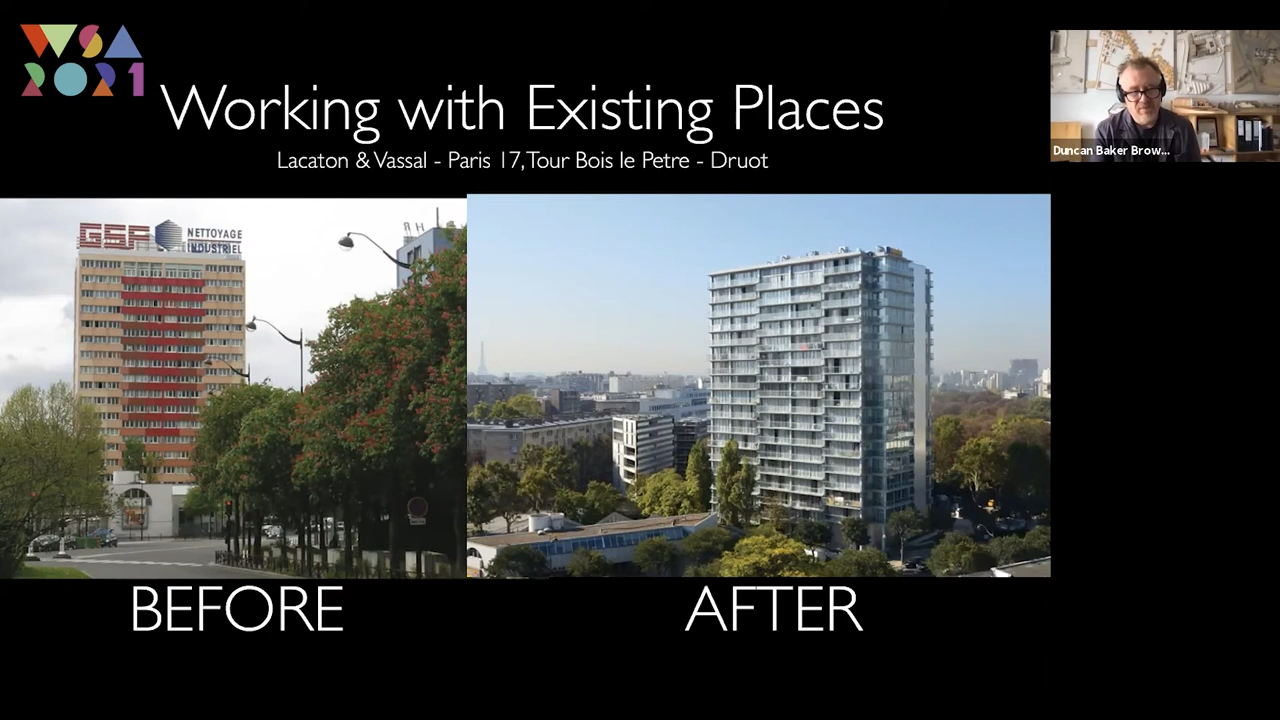 WSA
2021
Working with Existing Places
Lacaton & Vassal - Paris 17, Tour Bois le Petre - Druot
Duncan Baker Brow...
GSF
NETTOYAGE
INDUSTRIEL
BEFORE
AFTER